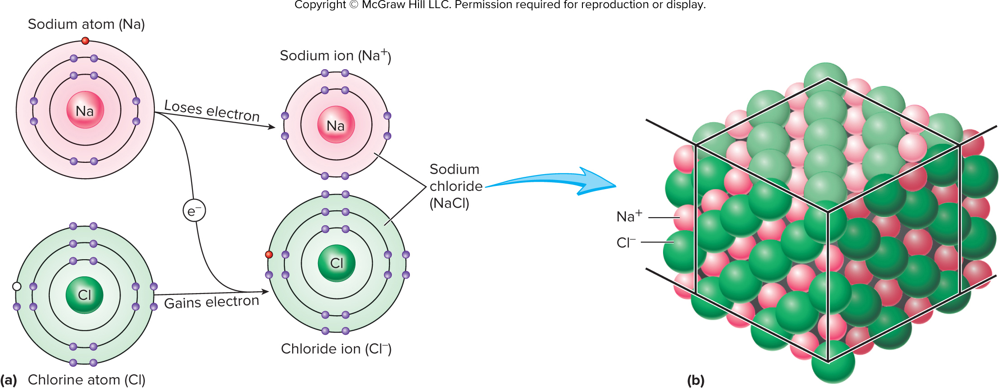 Copyright © McGraw Hill LLC. Permission required for reproduction or display.
Sodium atom (Na)
Na
Loses electron
Sodium ion (Na⁺)
Na
e⁻
Cl
Gains electron
Cl
Chloride ion (Cl⁻)
Sodium
chloride
(NaCl)
Na⁺
Cl⁻
(a) Chlorine atom (Cl)
(b)